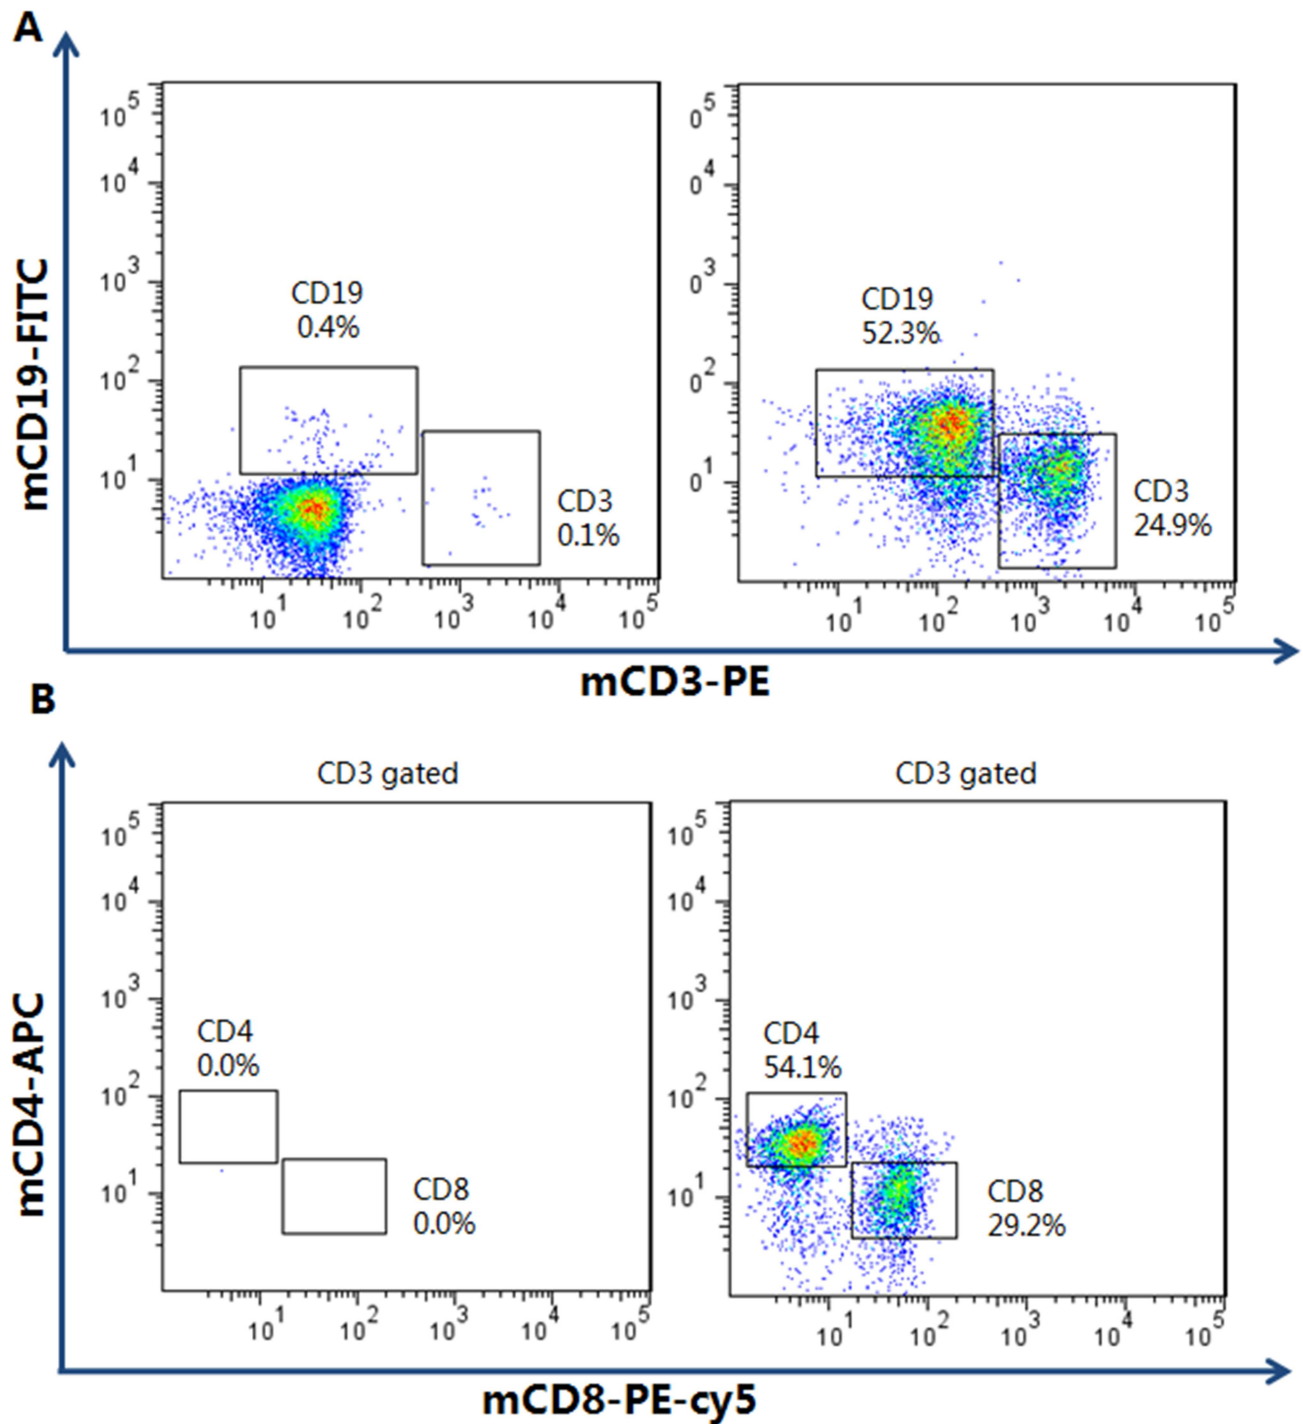 A
mCD19-FITC
10^5
10^4
10^3
10^2
10^1
CD19
0.4%
CD3
0.1%
10^1 10^2 10^3 10^4 10^5
0^5
0^4
0^3
0^2
0^1
CD19
52.3%
CD3
24.9%
10^1 10^2 10^3 10^4 10^5
mCD3-PE
B
mCD4-APC
CD3 gated
10^5
10^4
10^3
10^2
10^1
CD4
0.0%
CD8
0.0%
10^1 10^2 10^3 10^4 10^5
CD3 gated
10^5
10^4
10^3
10^2
10^1
CD4
54.1%
CD8
29.2%
10^1 10^2 10^3 10^4 10^5
mCD8-PE-cy5